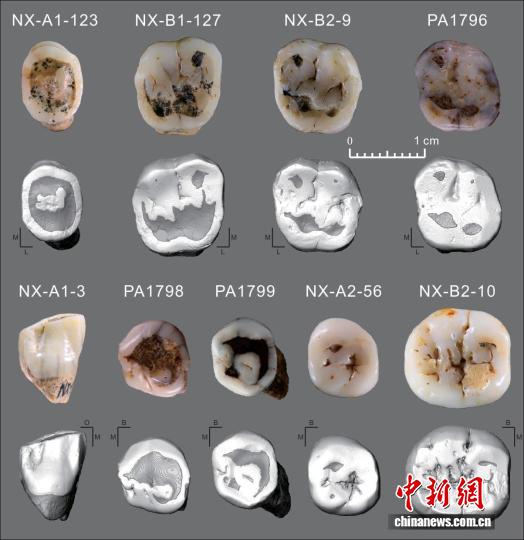 NX-A1-123 NX-B1-127 NX-B2-9 PA1796
0 1 cm
M L
L M
M L
M L
NX-A1-3 PA1798 PA1799 NX-A2-56 NX-B2-10
O M
B M
B M
B M
B M
中新网
chinanews.com.cn